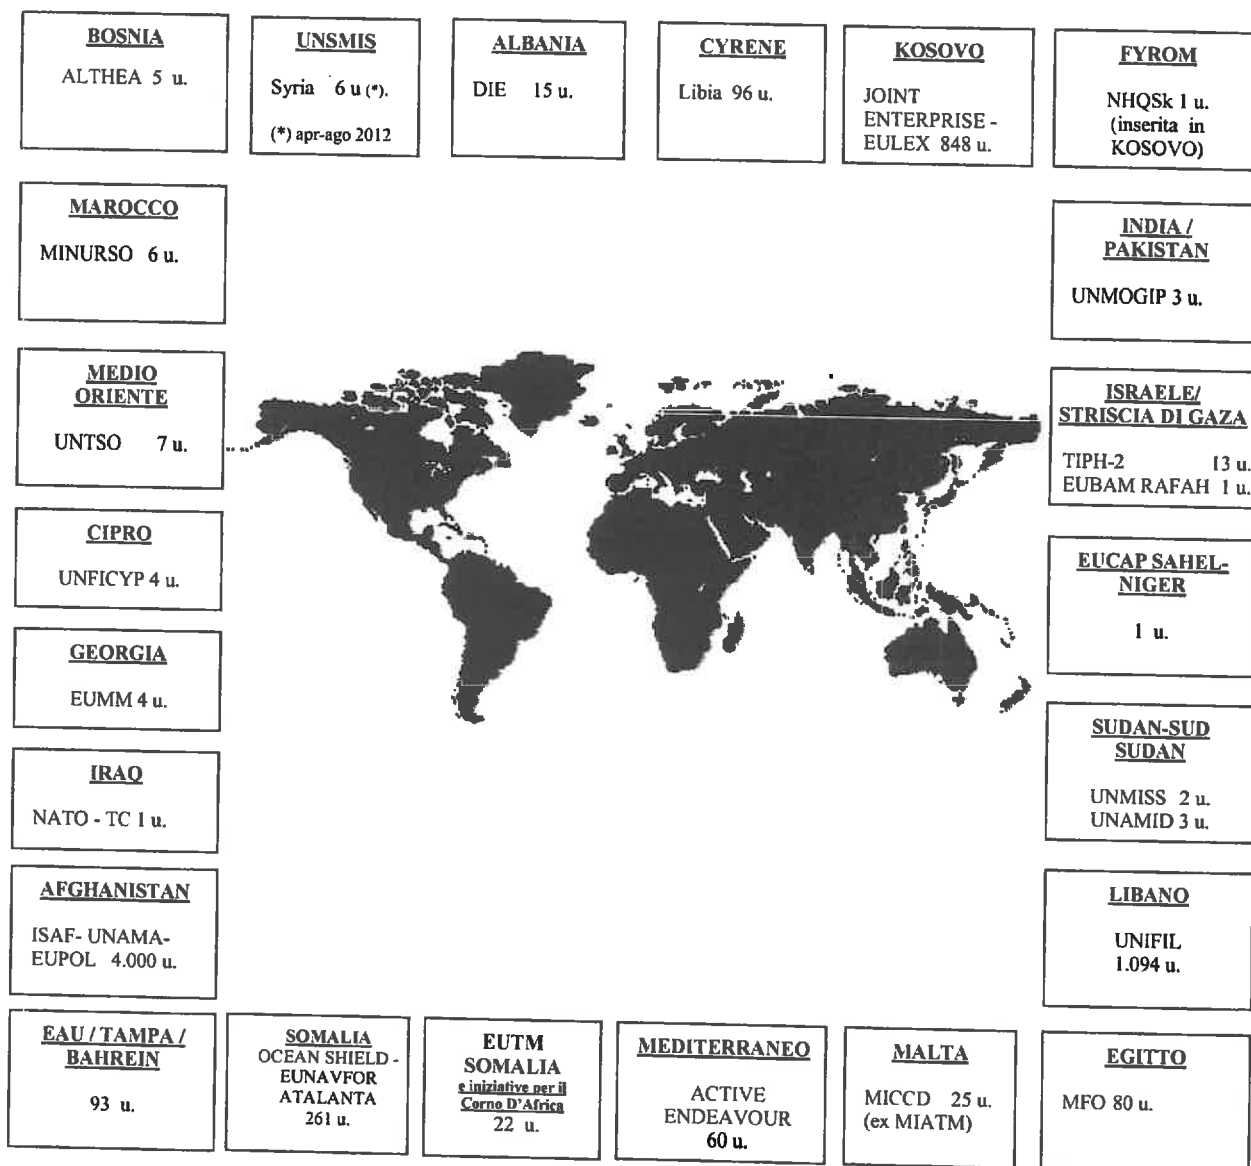 BOSNIA
ALTHEA 5 u.
UNSMIS
Syria 6 u (*).
(*) apr-ago 2012
ALBANIA
DIE 15 u.
CYRENE
Libia 96 u.
KOSOVO
JOINT
ENTERPRISE -
EULEX 848 u.
FYROM
NHQSk 1 u.
(inserita in
KOSOVO)
MAROCCO
MINURSO 6 u.
INDIA /
PAKISTAN
UNMOGIP 3 u.
MEDIO
ORIENTE
UNTSO 7 u.
ISRAELE/
STRISCIA DI GAZA
TIPH-2 13 u.
EUBAM RAFAH 1 u.
CIPRO
UNFICYP 4 u.
EUCAP SAHEL-
NIGER
1 u.
GEORGIA
EUMM 4 u.
SUDAN-SUD
SUDAN
UNMISS 2 u.
UNAMID 3 u.
IRAQ
NATO - TC 1 u.
AFGHANISTAN
ISAF- UNAMA-
EUPOL 4.000 u.
LIBANO
UNIFIL
1.094 u.
EAU / TAMPA /
BAHREIN
93 u.
SOMALIA
OCEAN SHIELD -
EUNAVFOR
ATALANTA
261 u.
EUTM
SOMALIA
e iniziative per il
Corno D'Africa
22 u.
MEDITERRANEO
ACTIVE
ENDEAVOUR
60 u.
MALTA
MICCD 25 u.
(ex MIATM)
EGITTO
MFO 80 u.